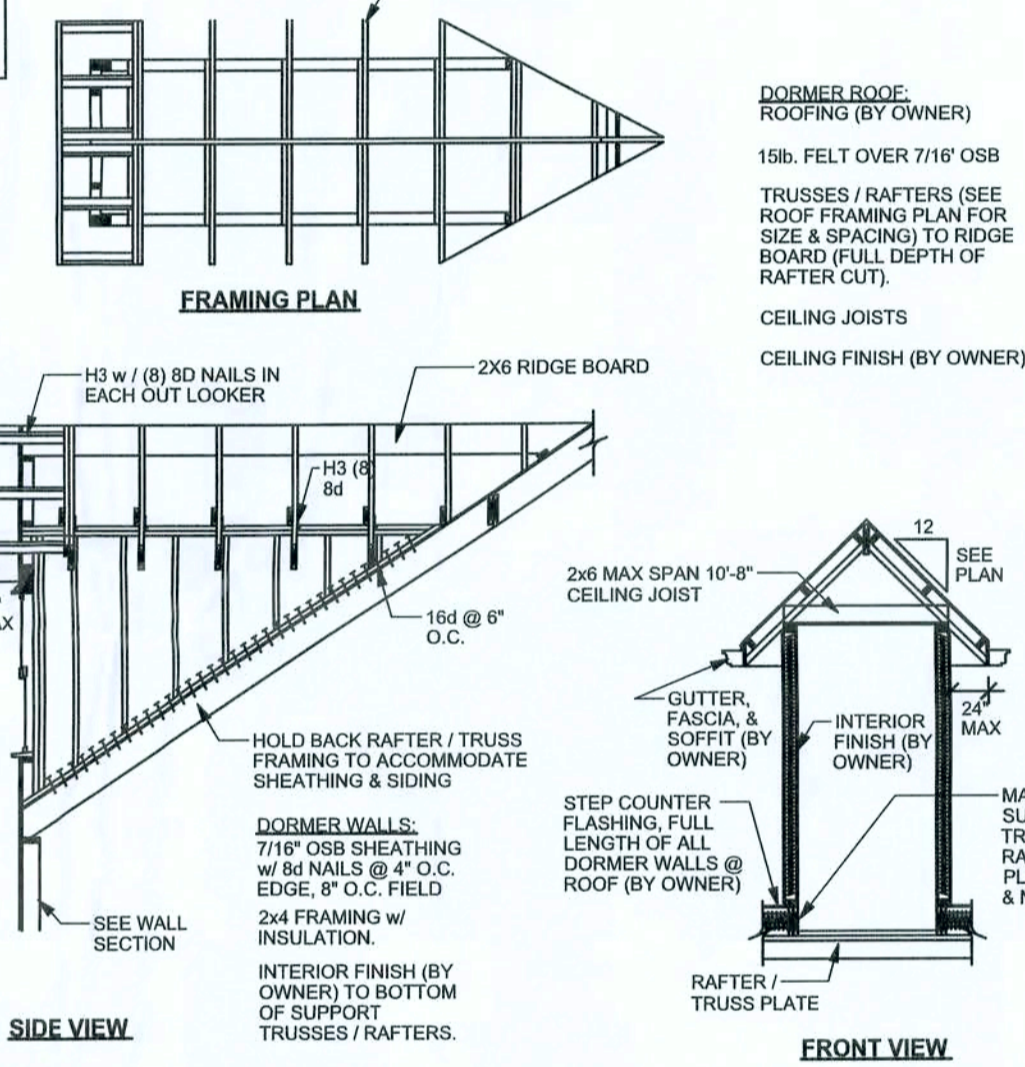 FRAMING PLAN
DORMER ROOF:
ROOFING (BY OWNER)
15lb. FELT OVER 7/16' OSB
TRUSSES / RAFTERS (SEE
ROOF FRAMING PLAN FOR
SIZE & SPACING) TO RIDGE
BOARD (FULL DEPTH OF
RAFTER CUT).
CEILING JOISTS
CEILING FINISH (BY OWNER)
H3 w / (8) 8D NAILS IN
EACH OUT LOOKER
2X6 RIDGE BOARD
H3 (8
8d
16d @ 6"
O.C.
HOLD BACK RAFTER / TRUSS
FRAMING TO ACCOMMODATE
SHEATHING & SIDING
DORMER WALLS:
7/16" OSB SHEATHING
w/ 8d NAILS @ 4" O.C.
EDGE, 8" O.C. FIELD
2x4 FRAMING w/
INSULATION.
INTERIOR FINISH (BY
OWNER) TO BOTTOM
OF SUPPORT
TRUSSES / RAFTERS.
SEE WALL
SECTION
SIDE VIEW
12
SEE
PLAN
2x6 MAX SPAN 10'-8"
CEILING JOIST
GUTTER,
FASCIA, &
SOFFIT (BY
OWNER)
INTERIOR
FINISH (BY
OWNER)
24"
MAX
STEP COUNTER
FLASHING, FULL
LENGTH OF ALL
DORMER WALLS @
ROOF (BY OWNER)
RAFTER /
TRUSS PLATE
FRONT VIEW